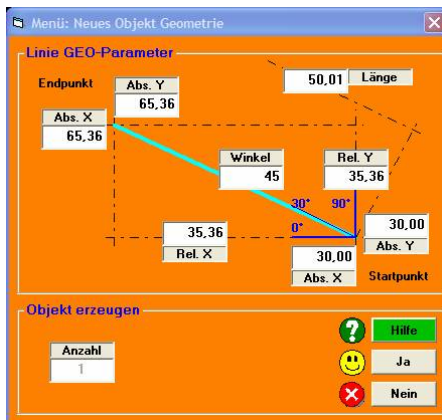 Menü: Neues Objekt Geometrie
Linie GEO-Parameter
50,01 Länge
Endpunkt
Abs. Y
65,36
Abs. X
65,36
Winkel
45
Rel. Y
35,36
30° 90°
0°
35,36
Rel. X
30,00
Abs. Y
30,00
Abs. X
Startpunkt
Objekt erzeugen
Anzahl
1
? Hilfe
Ja
Nein